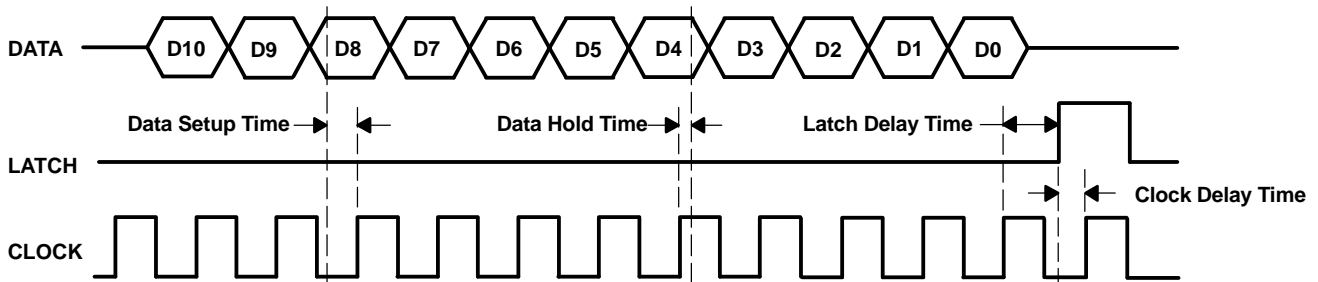 DATA
D10 D9 D8 D7 D6 D5 D4 D3 D2 D1 D0
Data Setup Time
Data Hold Time
Latch Delay Time
LATCH
Clock Delay Time
CLOCK